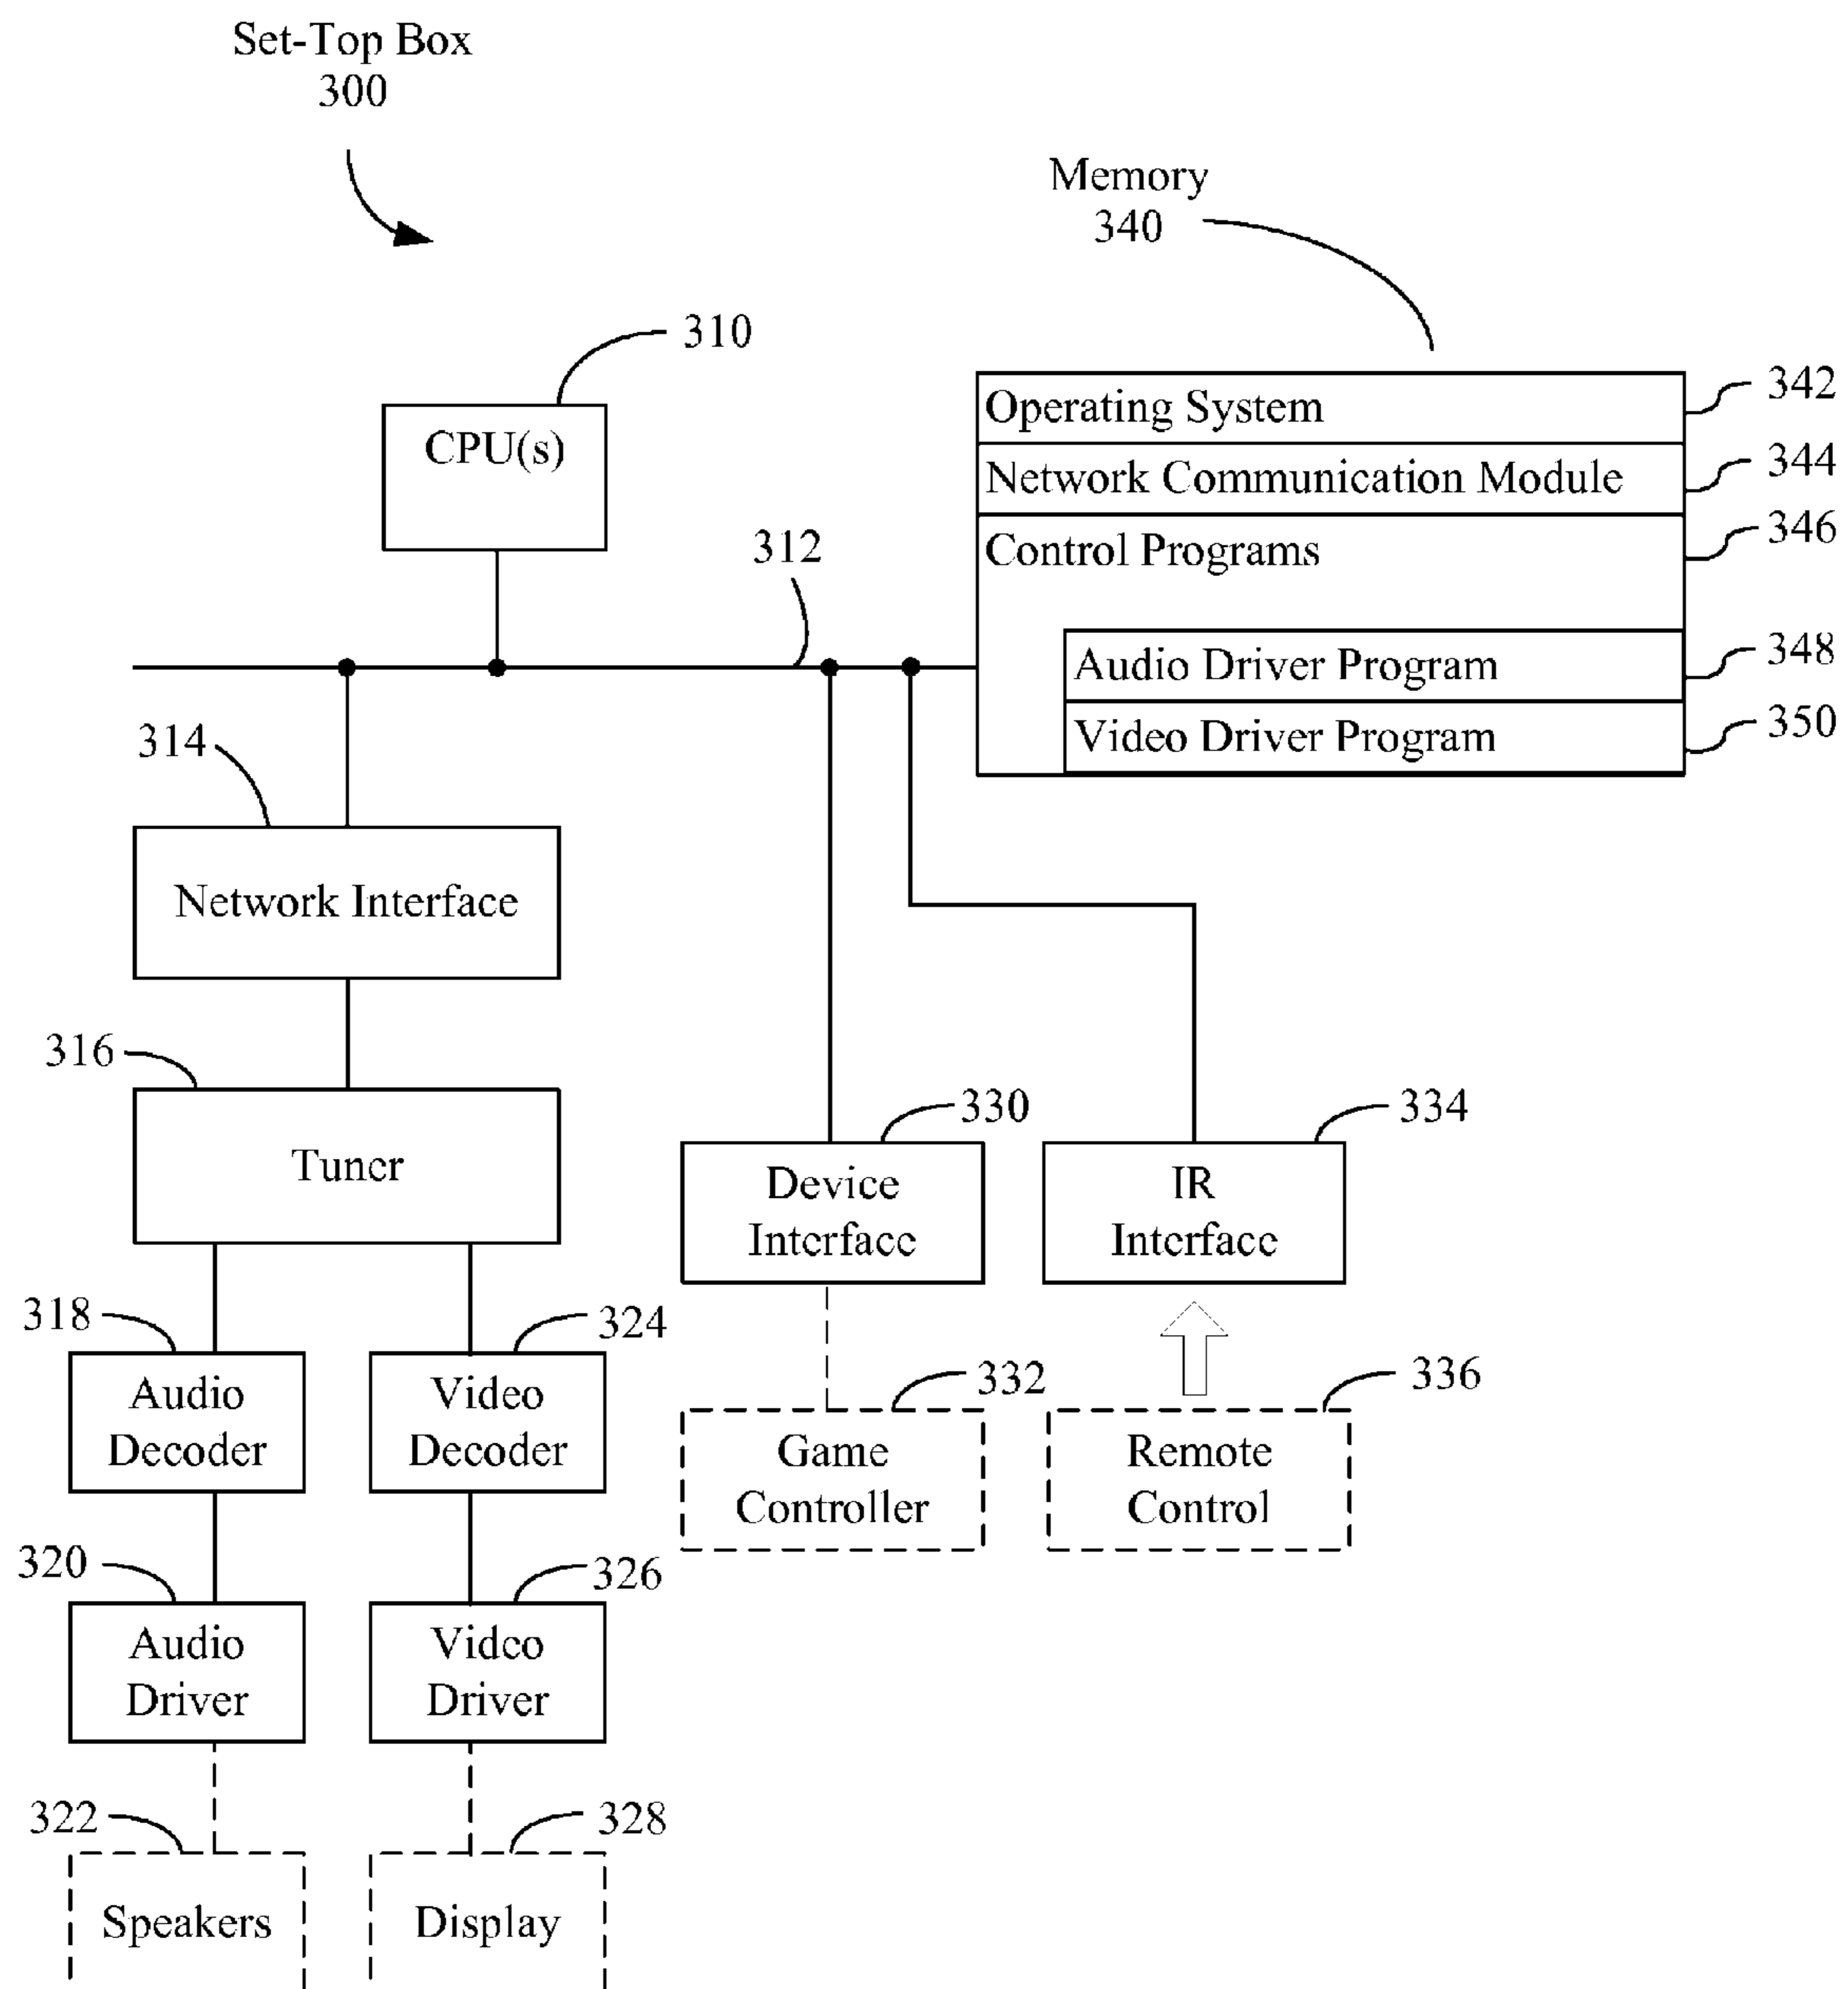 Set-Top Box
300
Memory
340
310
CPU(s)
312
Operating System
342
Network Communication Module
344
Control Programs
346
Audio Driver Program
348
Video Driver Program
350
314
Network Interface
316
Tuner
330
Device
Interface
334
IR
Interface
318
Audio
Decoder
324
Video
Decoder
332
Game
Controller
336
Remote
Control
320
Audio
Driver
326
Video
Driver
322
Speakers
328
Display